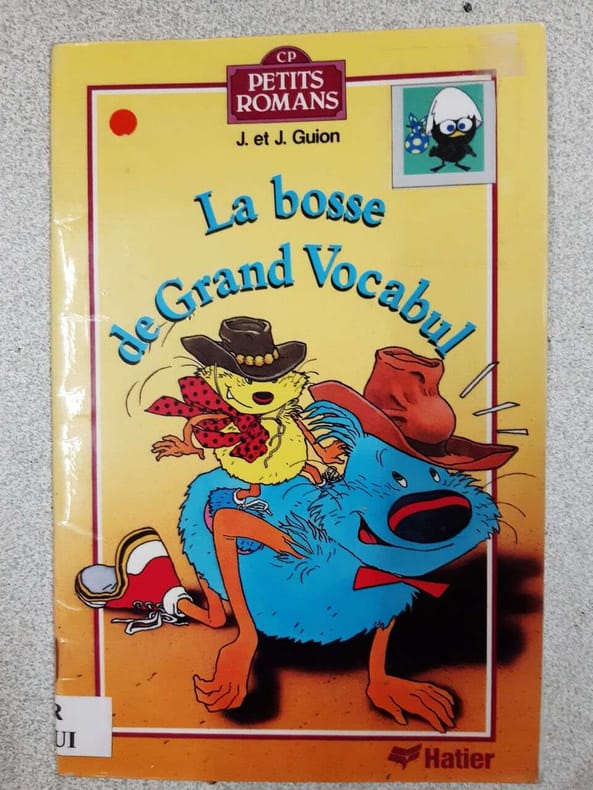 CP
PETITS
ROMANS
J. et J. Guion
La bosse
de Grand Vocabul
R
UI
Hatier